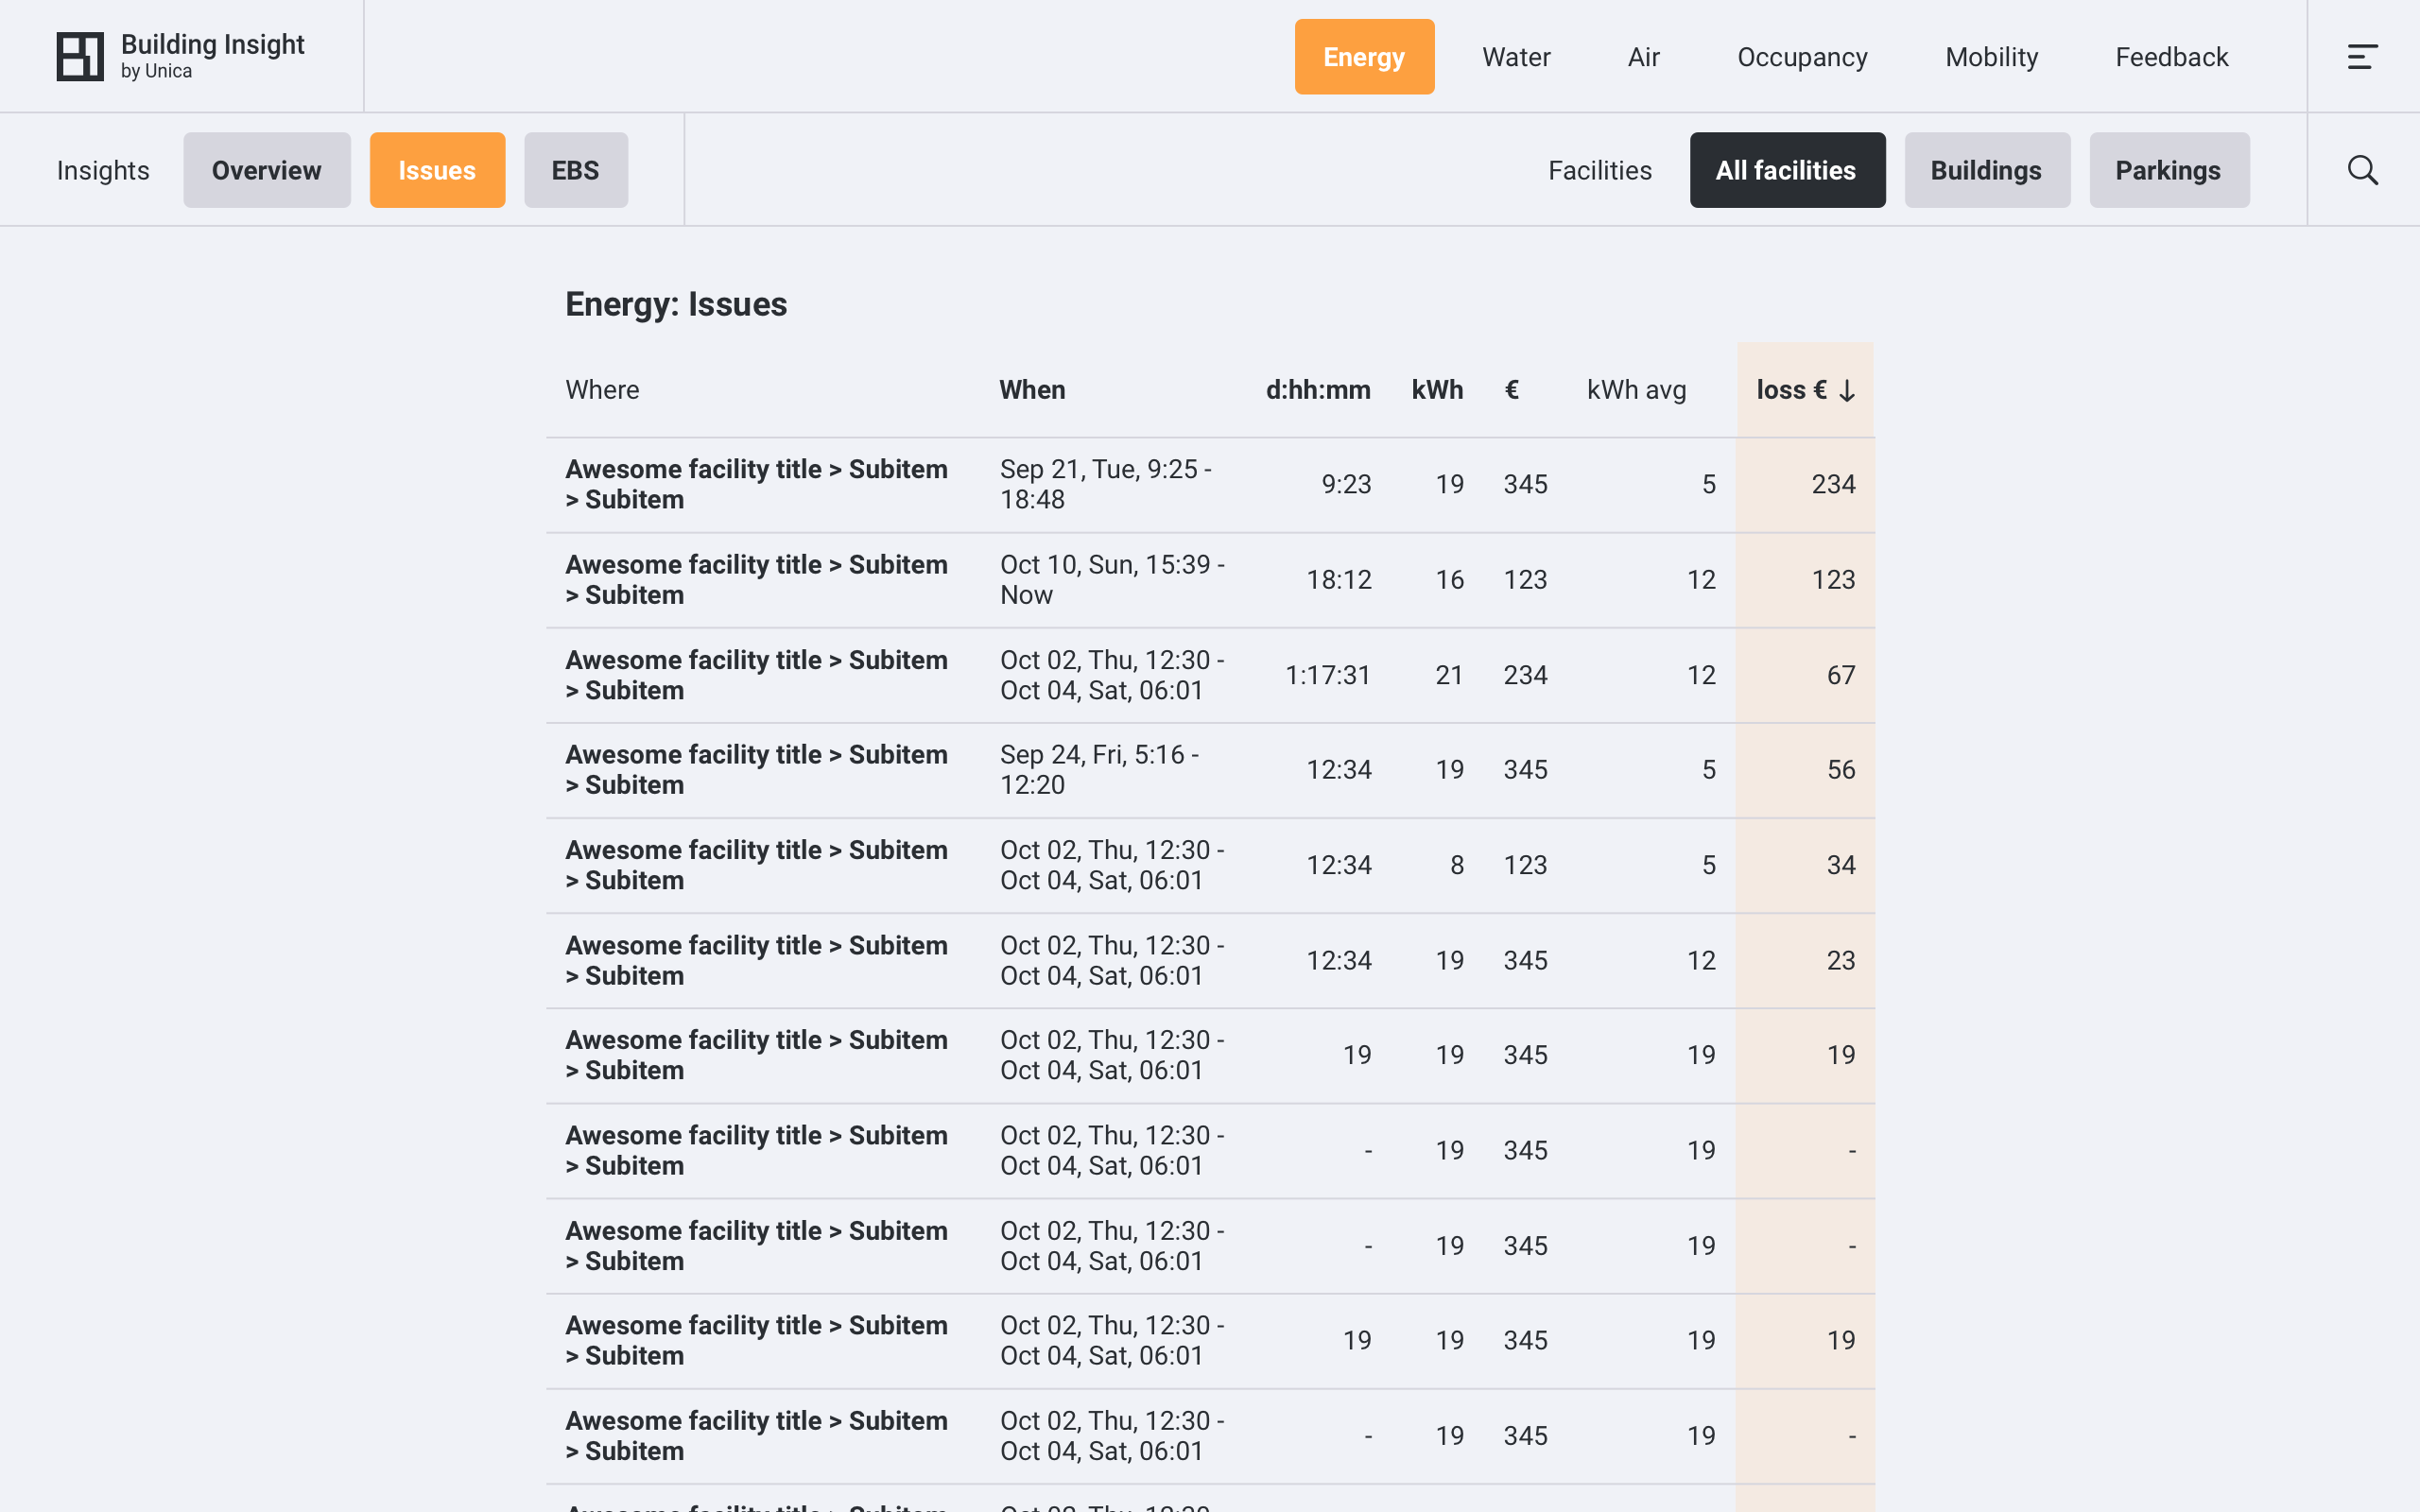 Building Insight
by Unica
Energy Water Air Occupancy Mobility Feedback
Insights Overview Issues EBS Facilities All facilities Buildings Parkings
Energy: Issues
Where When d:hh:mm kWh € kWh avg loss € ↓
Awesome facility title > Subitem
> Subitem
Sep 21, Tue, 9:25 -
18:48
9:23 19 345 5 234
Awesome facility title > Subitem
> Subitem
Oct 10, Sun, 15:39 -
Now
18:12 16 123 12 123
Awesome facility title > Subitem
> Subitem
Oct 02, Thu, 12:30 -
Oct 04, Sat, 06:01
1:17:31 21 234 12 67
Awesome facility title > Subitem
> Subitem
Sep 24, Fri, 5:16 -
12:20
12:34 19 345 5 56
Awesome facility title > Subitem
> Subitem
Oct 02, Thu, 12:30 -
Oct 04, Sat, 06:01
12:34 8 123 5 34
Awesome facility title > Subitem
> Subitem
Oct 02, Thu, 12:30 -
Oct 04, Sat, 06:01
12:34 19 345 12 23
Awesome facility title > Subitem
> Subitem
Oct 02, Thu, 12:30 -
Oct 04, Sat, 06:01
19 19 345 19 19
Awesome facility title > Subitem
> Subitem
Oct 02, Thu, 12:30 -
Oct 04, Sat, 06:01
- 19 345 19 -
Awesome facility title > Subitem
> Subitem
Oct 02, Thu, 12:30 -
Oct 04, Sat, 06:01
- 19 345 19 -
Awesome facility title > Subitem
> Subitem
Oct 02, Thu, 12:30 -
Oct 04, Sat, 06:01
19 19 345 19 19
Awesome facility title > Subitem
> Subitem
Oct 02, Thu, 12:30 -
Oct 04, Sat, 06:01
- 19 345 19 -